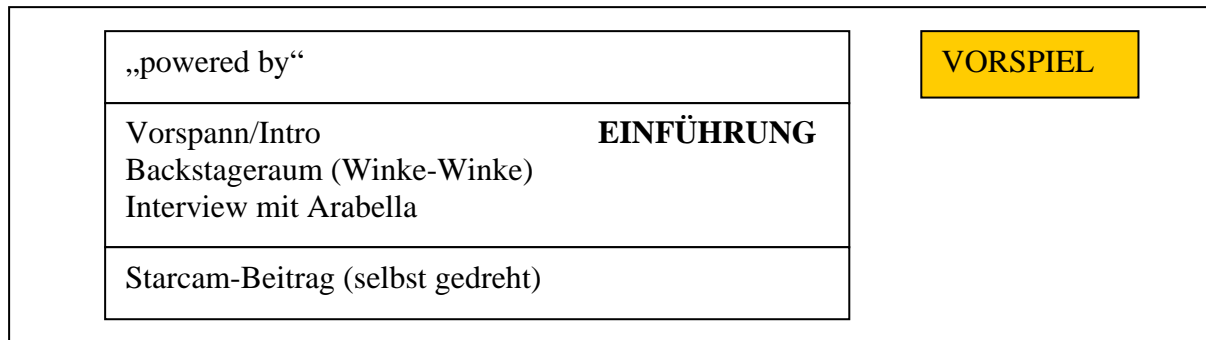 „powered by“
VORSPIEL
Vorspann/Intro EINFÜHRUNG
Backstageraum (Winke-Winke)
Interview mit Arabella
Starcam-Beitrag (selbst gedreht)